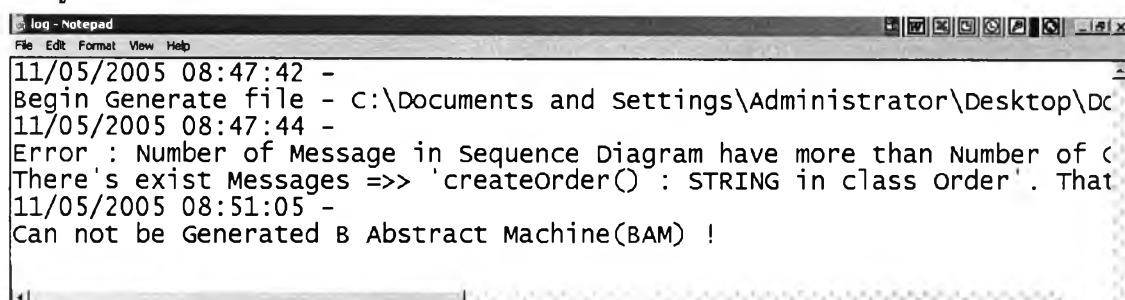 log - Notepad
File Edit Format View Help
11/05/2005 08:47:42 -
Begin Generate file - C:\Documents and Settings\Administrator\Desktop\Do
11/05/2005 08:47:44 -
Error : Number of Message in Sequence Diagram have more than Number of
There's exist Messages =>> 'createOrder() : STRING in class Order'. That
11/05/2005 08:51:05 -
Can not be Generated B Abstract Machine(BAM) !